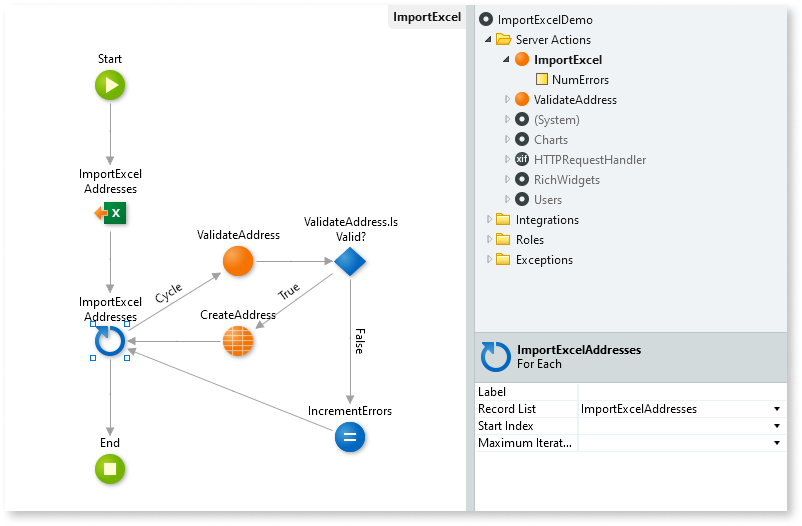 ImportExcel
Start
ImportExcel
Addresses
X
ValidateAddress
ValidateAddress.Is
Valid?
Cycle
True
False
ImportExcel
Addresses
CreateAddress
IncrementErrors
End
ImportExcelDemo
Server Actions
ImportExcel
NumErrors
ValidateAddress
(System)
Charts
xif HTTPRequestHandler
RichWidgets
Users
Integrations
Roles
Exceptions
ImportExcelAddresses
For Each
Label
Record List ImportExcelAddresses
Start Index
Maximum Iterat...